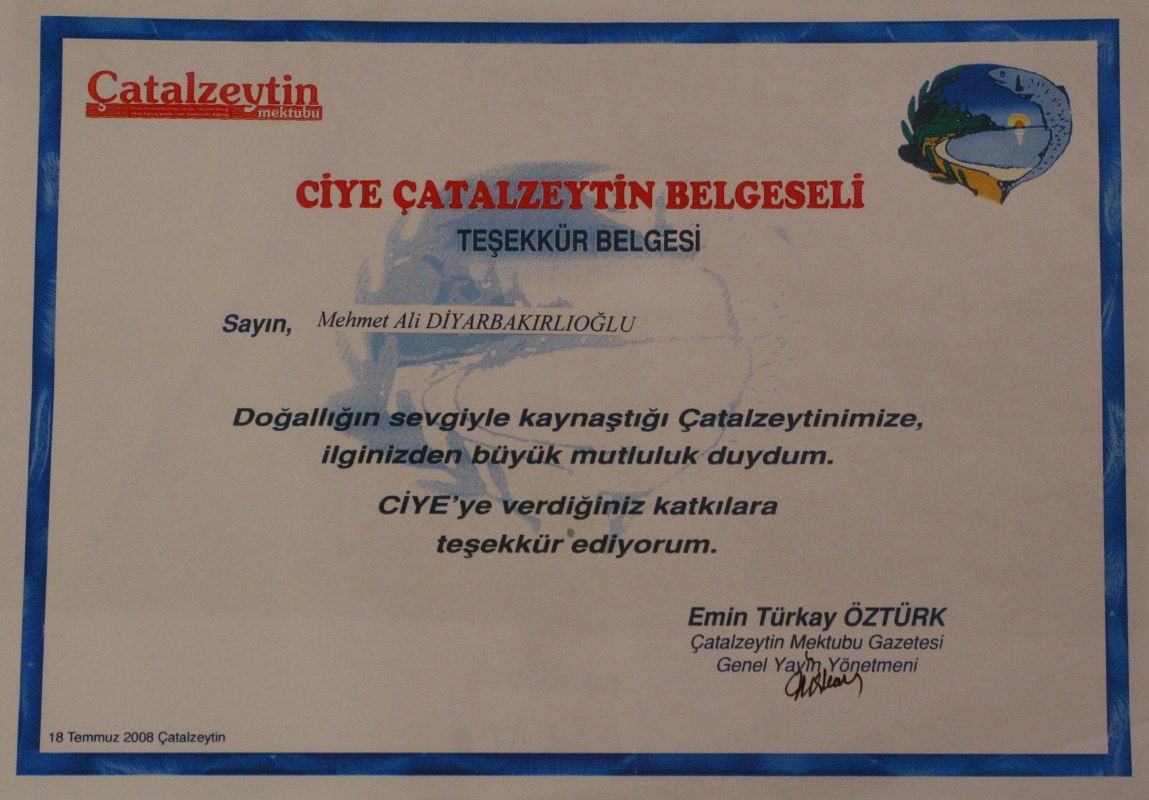 Çatalzeytin
mektubu
CİYE ÇATALZEYTİN BELGESELİ
TEŞEKKÜR BELGESİ
Sayın, Mehmet Ali DİYARBAKIRLIOĞLU
Doğallığın sevgiyle kaynaştığı Çatalzeytinimize,
ilginizden büyük mutluluk duydum.
CİYE'ye verdiğiniz katkılara
teşekkür ediyorum.
Emin Türkay ÖZTÜRK
Çatalzeytin Mektubu Gazetesi
Genel Yayın Yönetmeni
18 Temmuz 2008 Çatalzeytin